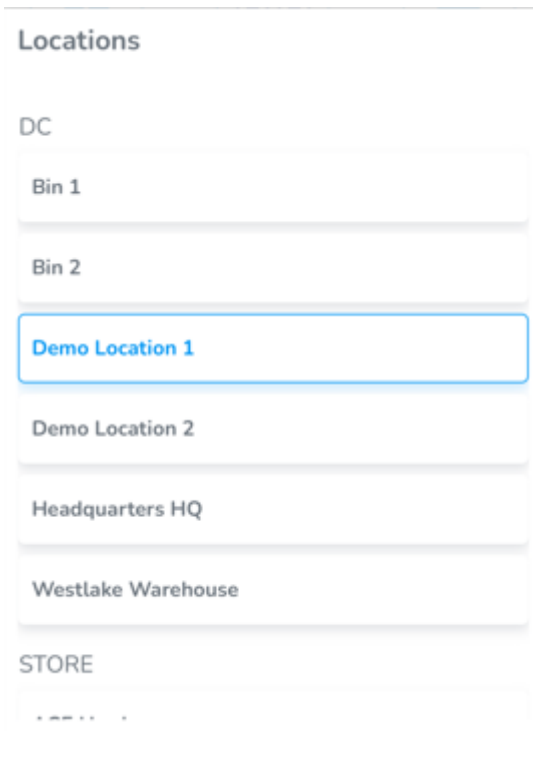 Locations
DC
Bin 1
Bin 2
Demo Location 1
Demo Location 2
Headquarters HQ
Westlake Warehouse
STORE